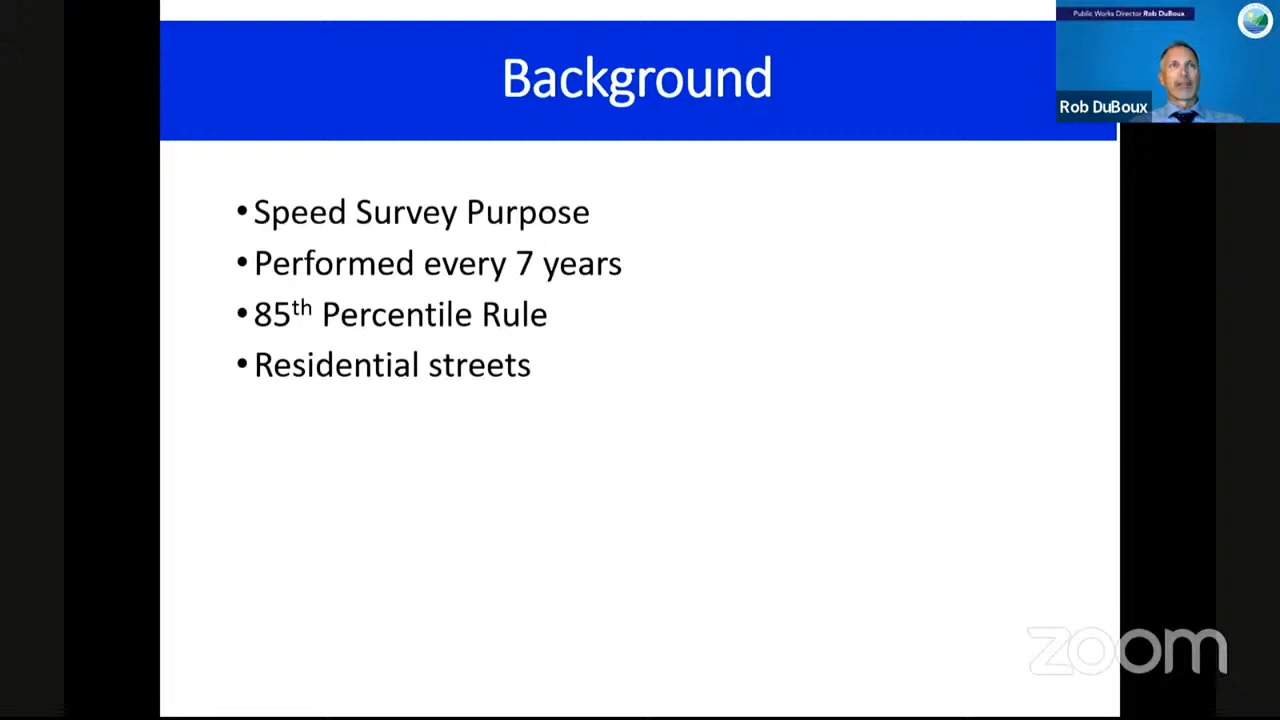 Background
Public Works Director Rob DuBoux
Rob DuBoux
• Speed Survey Purpose
• Performed every 7 years
• 85th Percentile Rule
• Residential streets
zoom